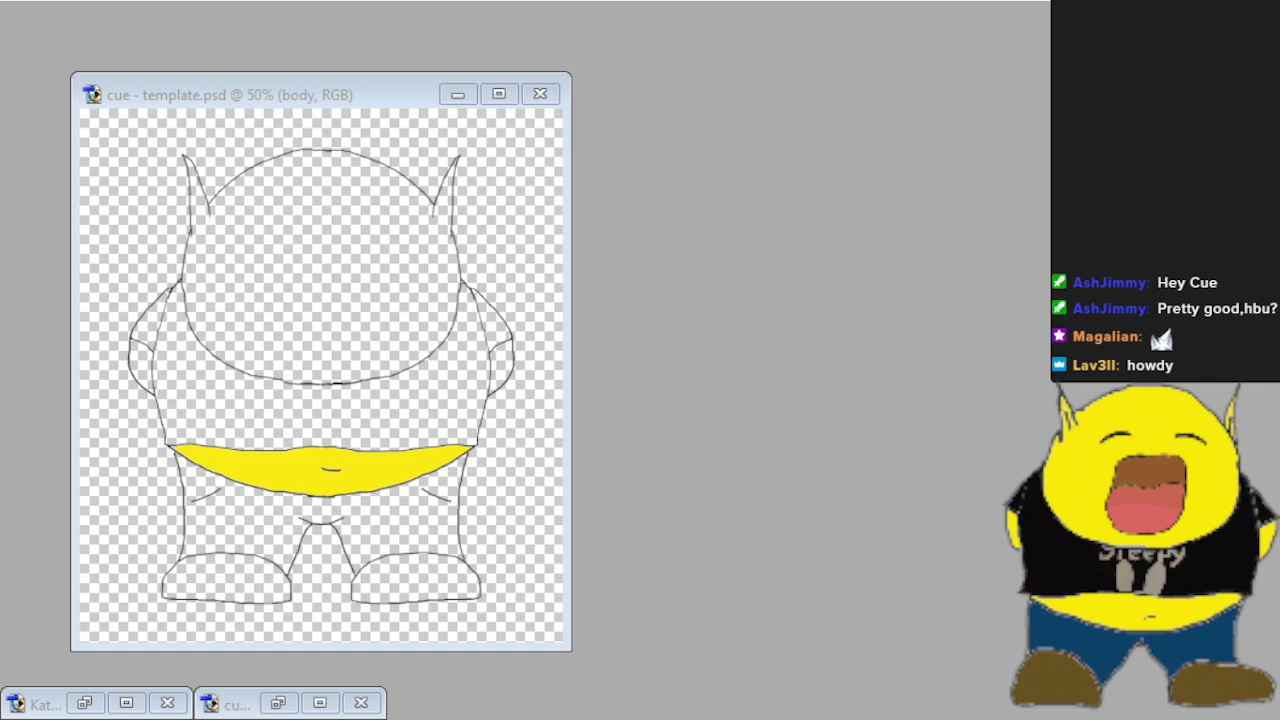 cue - template.psd @ 50% (body, RGB)
AshJimmy: Hey Cue
AshJimmy: Pretty good,hbu?
Magalian:
Lav3ll: howdy
Sleepy
Kat...
cu...